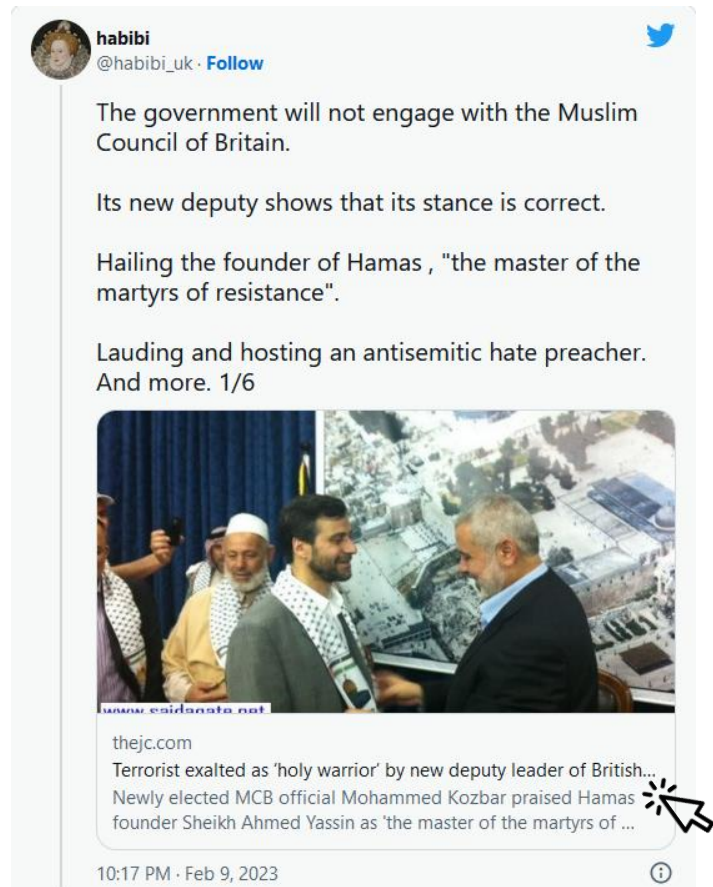 habibi
@habibi_uk · Follow
The government will not engage with the Muslim
Council of Britain.
Its new deputy shows that its stance is correct.
Hailing the founder of Hamas , "the master of the
martyrs of resistance".
Lauding and hosting an antisemitic hate preacher.
And more. 1/6
www.saidagate.net
thejc.com
Terrorist exalted as ‘holy warrior’ by new deputy leader of British...
Newly elected MCB official Mohammed Kozbar praised Hamas
founder Sheikh Ahmed Yassin as 'the master of the martyrs of ...
10:17 PM · Feb 9, 2023